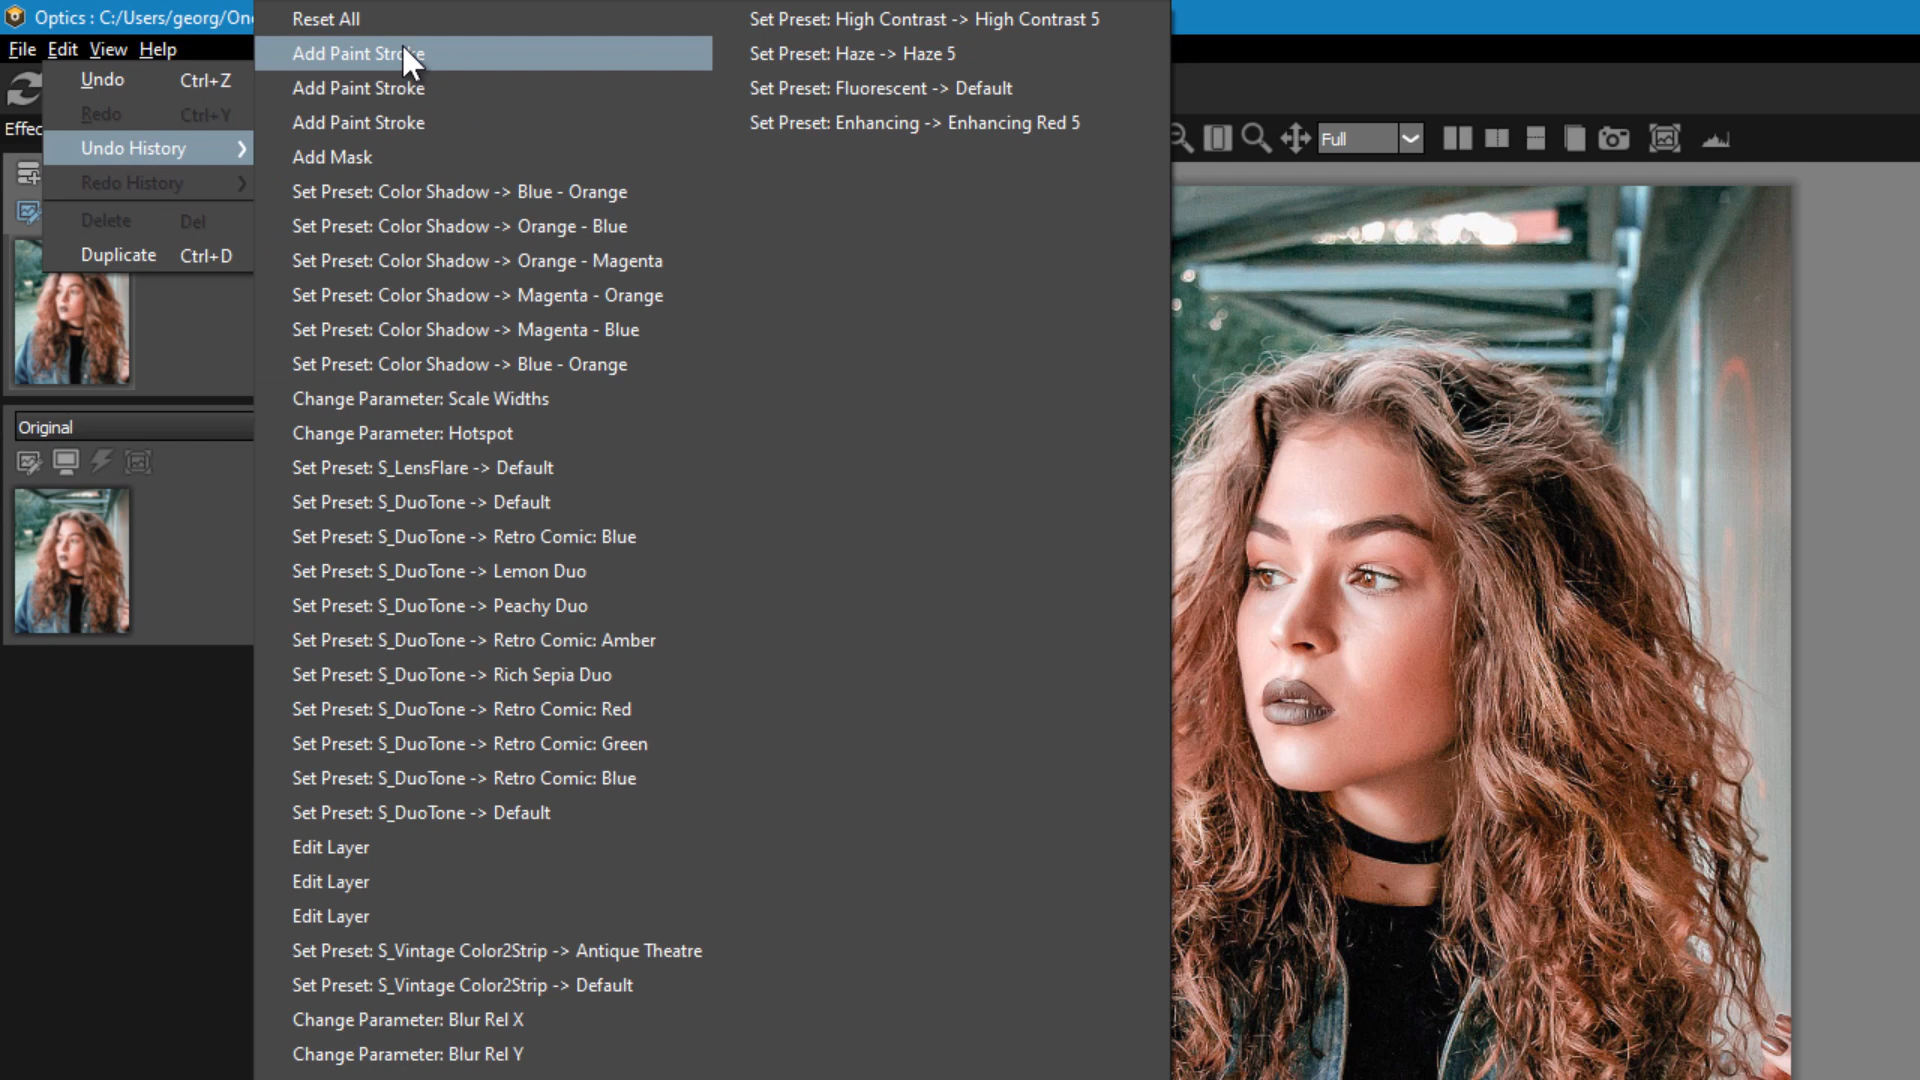 Optics : C:/Users/georg/On
File Edit View Help
Undo Ctrl+Z
Redo Ctrl+Y
Undo History
Redo History
Delete Del
Duplicate Ctrl+D
Effec
Original
Reset All
Add Paint Stroke
Add Paint Stroke
Add Paint Stroke
Add Mask
Set Preset: Color Shadow -> Blue - Orange
Set Preset: Color Shadow -> Orange - Blue
Set Preset: Color Shadow -> Orange - Magenta
Set Preset: Color Shadow -> Magenta - Orange
Set Preset: Color Shadow -> Magenta - Blue
Set Preset: Color Shadow -> Blue - Orange
Change Parameter: Scale Widths
Change Parameter: Hotspot
Set Preset: S_LensFlare -> Default
Set Preset: S_DuoTone -> Default
Set Preset: S_DuoTone -> Retro Comic: Blue
Set Preset: S_DuoTone -> Lemon Duo
Set Preset: S_DuoTone -> Peachy Duo
Set Preset: S_DuoTone -> Retro Comic: Amber
Set Preset: S_DuoTone -> Rich Sepia Duo
Set Preset: S_DuoTone -> Retro Comic: Red
Set Preset: S_DuoTone -> Retro Comic: Green
Set Preset: S_DuoTone -> Retro Comic: Blue
Set Preset: S_DuoTone -> Default
Edit Layer
Edit Layer
Edit Layer
Set Preset: S_Vintage Color2Strip -> Antique Theatre
Set Preset: S_Vintage Color2Strip -> Default
Change Parameter: Blur Rel X
Change Parameter: Blur Rel Y
Set Preset: High Contrast -> High Contrast 5
Set Preset: Haze -> Haze 5
Set Preset: Fluorescent -> Default
Set Preset: Enhancing -> Enhancing Red 5
Full